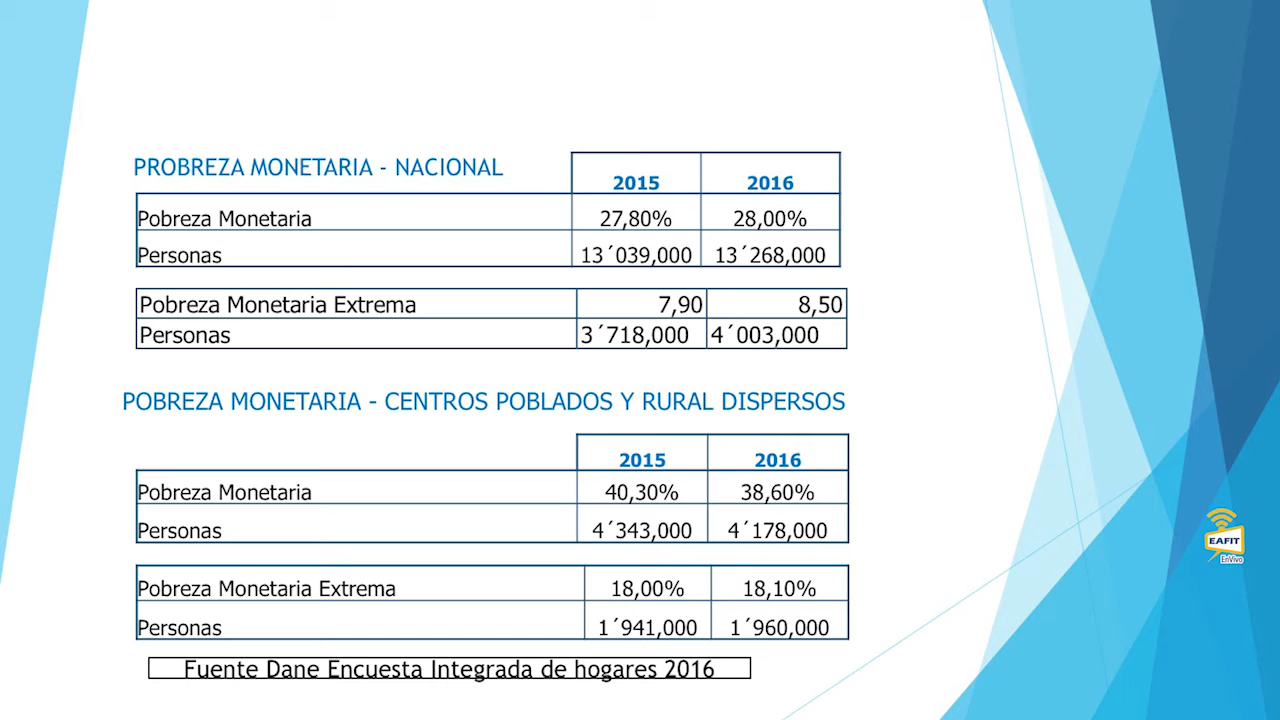 PROBREZA MONETARIA - NACIONAL 2015 2016
Pobreza Monetaria 27,80% 28,00%
Personas 13´039,000 13´268,000
Pobreza Monetaria Extrema 7,90 8,50
Personas 3´718,000 4´003,000
POBREZA MONETARIA - CENTROS POBLADOS Y RURAL DISPERSOS
2015 2016
Pobreza Monetaria 40,30% 38,60%
Personas 4´343,000 4´178,000
Pobreza Monetaria Extrema 18,00% 18,10%
Personas 1´941,000 1´960,000
Fuente Dane Encuesta Integrada de hogares 2016
EAFIT
EnVivo